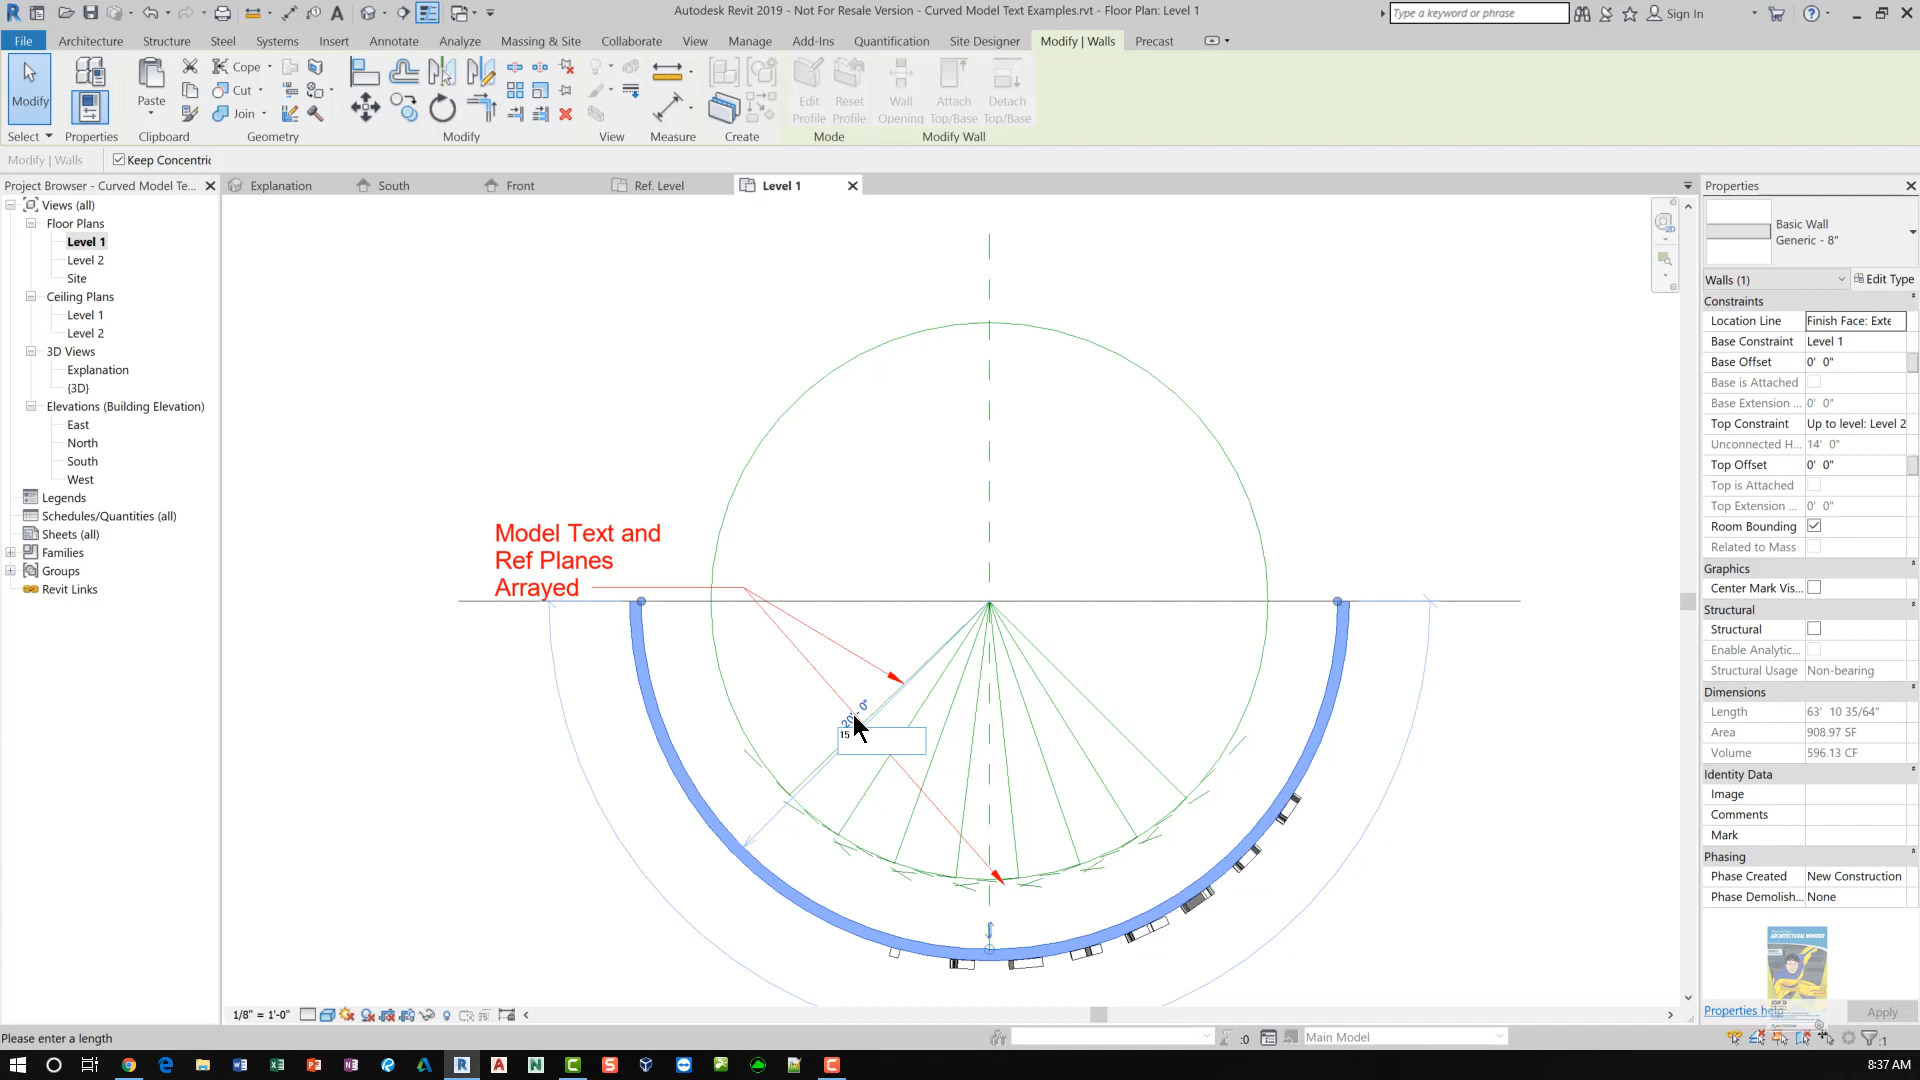 Autodesk Revit 2019 - Not For Resale Version - Curved Model Text Examples.rvt - Floor Plan: Level 1
Type a keyword or phrase
Sign In
File Architecture Structure Steel Systems Insert Annotate Analyze Massing & Site Collaborate View Manage Add-Ins Quantification Site Designer Modify | Walls Precast
Modify
Paste
Cope
Cut
Join
Edit Profile
Reset Profile
Wall Opening
Attach Top/Base
Detach Top/Base
Select Properties Clipboard Geometry Modify View Measure Create Mode Modify Wall
Modify | Walls Keep Concentric
Project Browser - Curved Model Te...
Explanation South Front Ref. Level Level 1
Properties
Views (all)
Floor Plans
Level 1
Level 2
Site
Ceiling Plans
Level 1
Level 2
3D Views
Explanation
{3D}
Elevations (Building Elevation)
East
North
South
West
Legends
Schedules/Quantities (all)
Sheets (all)
Families
Groups
Revit Links
Model Text and
Ref Planes
Arrayed
20' - 0"
15
Basic Wall
Generic - 8"
Walls (1) Edit Type
Constraints
Location Line Finish Face: Exte
Base Constraint Level 1
Base Offset 0' 0"
Base is Attached
Base Extension ... 0' 0"
Top Constraint Up to level: Level 2
Unconnected H... 14' 0"
Top Offset 0' 0"
Top is Attached
Top Extension ... 0' 0"
Room Bounding
Related to Mass
Graphics
Center Mark Vis...
Structural
Structural
Enable Analytic...
Structural Usage Non-bearing
Dimensions
Length 63' 10 35/64"
Area 908.97 SF
Volume 596.13 CF
Identity Data
Image
Comments
Mark
Phasing
Phase Created New Construction
Phase Demolish... None
ARCHITECTURAL WONDER
Properties help Apply
1/8" = 1'-0"
Please enter a length
:0
Main Model
:1
8:37 AM